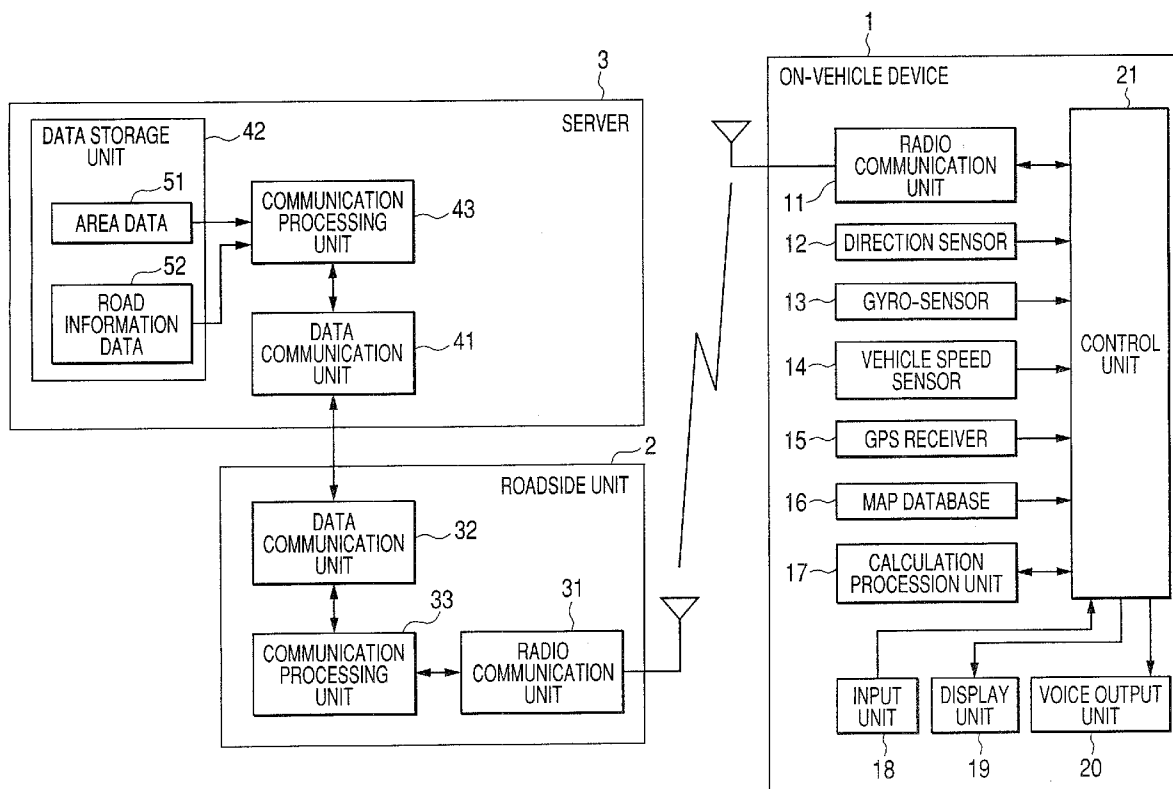 3
SERVER
DATA STORAGE
UNIT
42
51
AREA DATA
52
ROAD
INFORMATION
DATA
COMMUNICATION
PROCESSING
UNIT
43
DATA
COMMUNICATION
UNIT
41
2
ROADSIDE UNIT
DATA
COMMUNICATION
UNIT
32
33
COMMUNICATION
PROCESSING
UNIT
31
RADIO
COMMUNICATION
UNIT
1
ON-VEHICLE DEVICE
21
RADIO
COMMUNICATION
UNIT
11
12
DIRECTION SENSOR
13
GYRO-SENSOR
14
VEHICLE SPEED
SENSOR
15
GPS RECEIVER
16
MAP DATABASE
17
CALCULATION
PROCESSION UNIT
CONTROL
UNIT
INPUT
UNIT
18
DISPLAY
UNIT
19
VOICE OUTPUT
UNIT
20